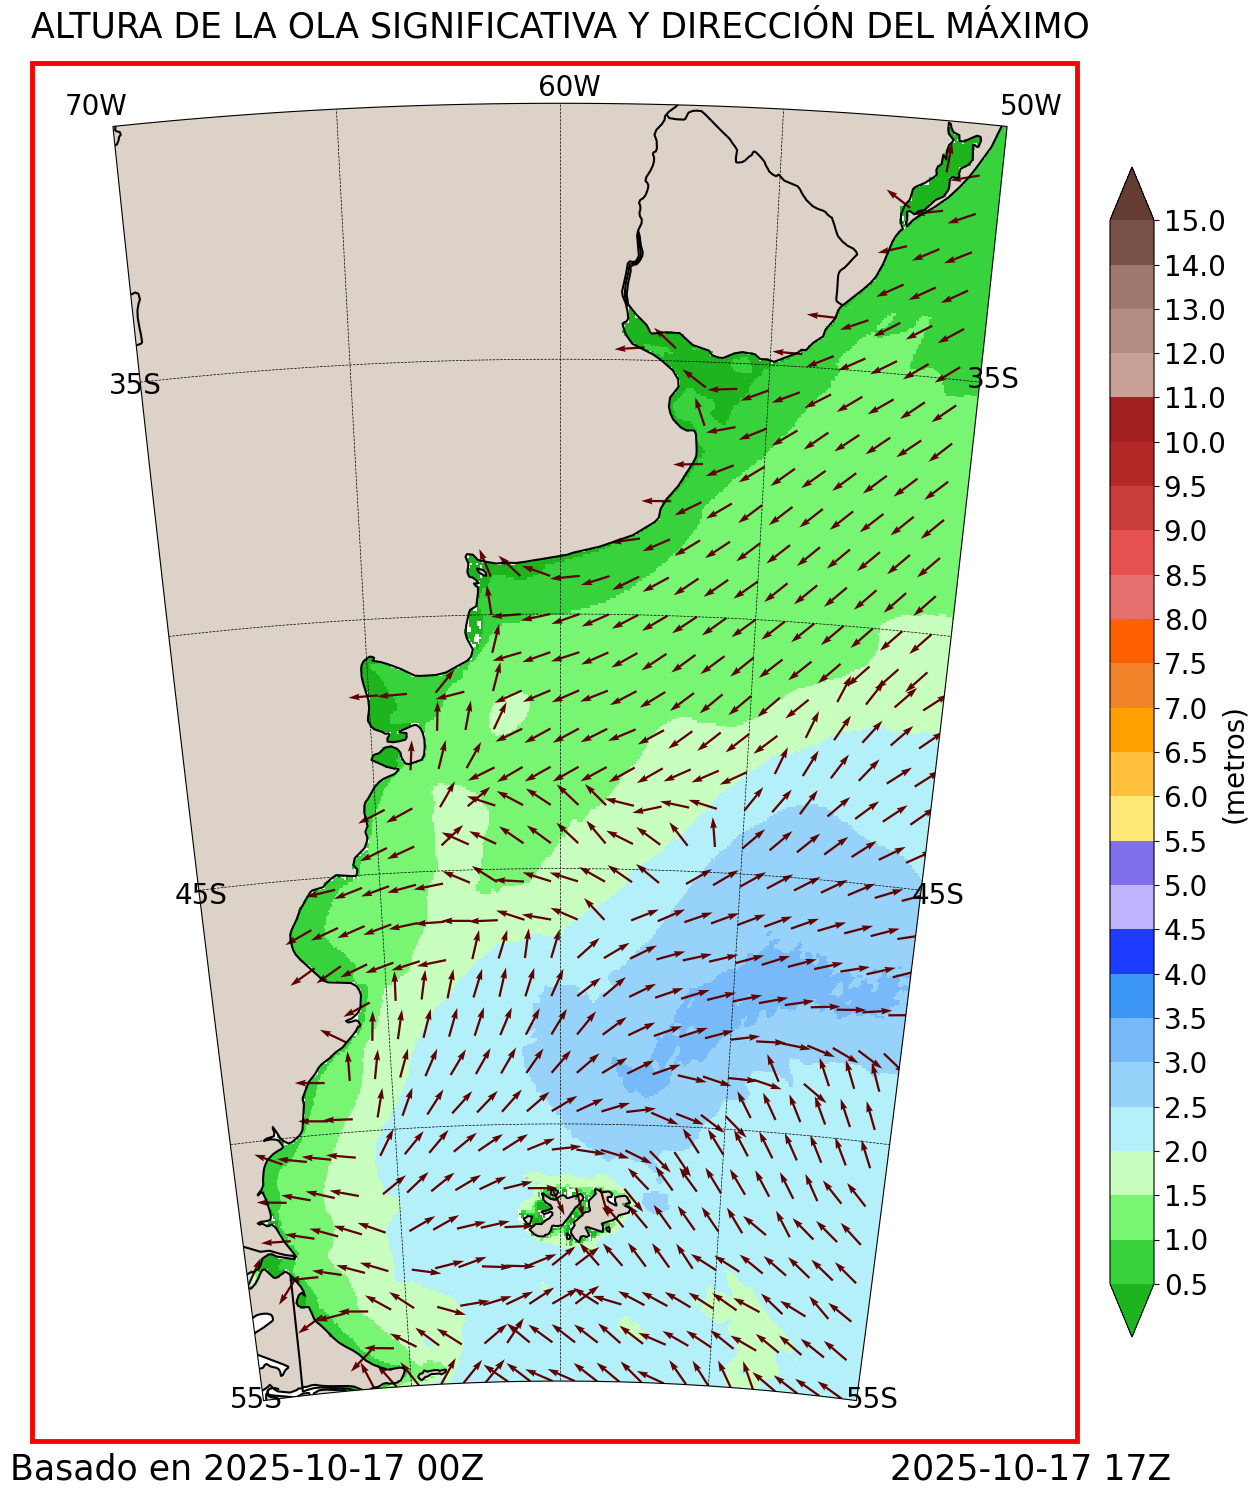 ALTURA DE LA OLA SIGNIFICATIVA Y DIRECCIÓN DEL MÁXIMO
70W
60W
50W
35S
35S
45S
45S
55S
55S
15.0
14.0
13.0
12.0
11.0
10.0
9.5
9.0
8.5
8.0
7.5
7.0
6.5
6.0
5.5
5.0
4.5
4.0
3.5
3.0
2.5
2.0
1.5
1.0
0.5
(metros)
Basado en 2025-10-17 00Z
2025-10-17 17Z